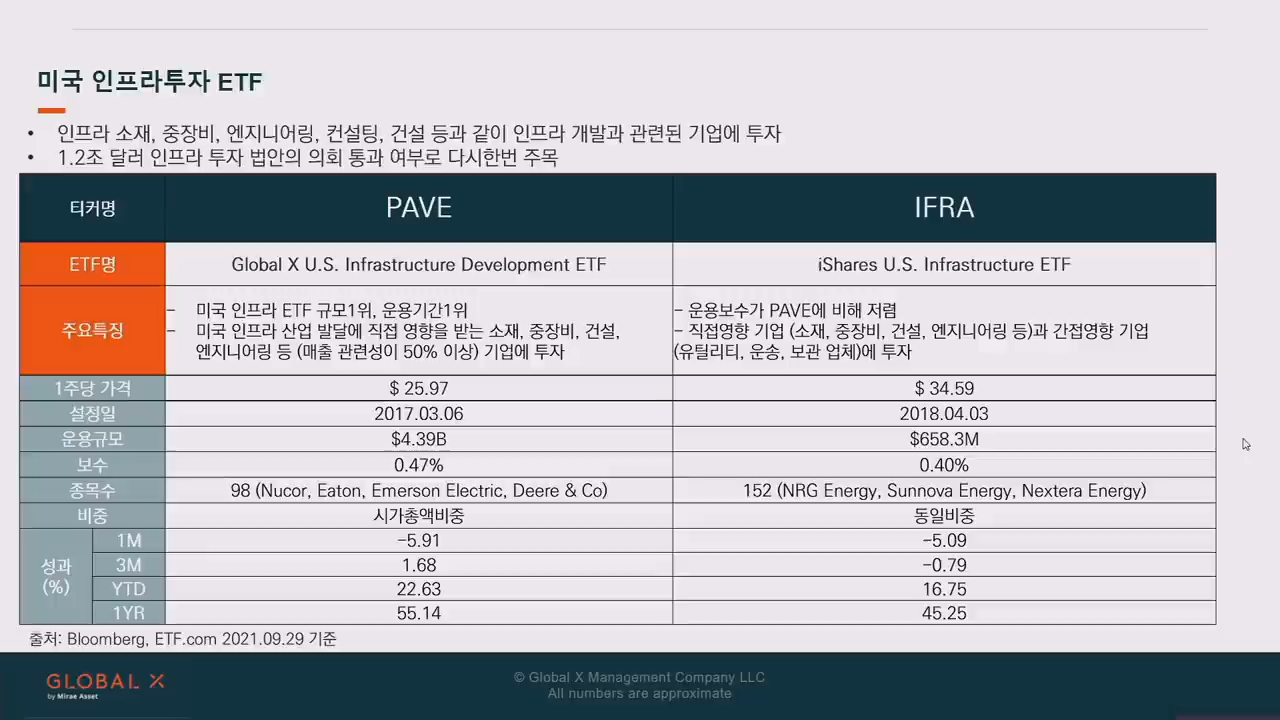 미국 인프라투자 ETF
• 인프라 소재, 중장비, 엔지니어링, 컨설팅, 건설 등과 같이 인프라 개발과 관련된 기업에 투자
• 1.2조 달러 인프라 투자 법안의 의회 통과 여부로 다시한번 주목
티커명 PAVE IFRA
ETF명 Global X U.S. Infrastructure Development ETF iShares U.S. Infrastructure ETF
주요특징
- 미국 인프라 ETF 규모1위, 운용기간1위
- 미국 인프라 산업 발달에 직접 영향을 받는 소재, 중장비, 건설,
엔지니어링 등 (매출 관련성이 50% 이상) 기업에 투자
- 운용보수가 PAVE에 비해 저렴
- 직접영향 기업 (소재, 중장비, 건설, 엔지니어링 등)과 간접영향 기업
(유틸리티, 운송, 보관 업체)에 투자
1주당 가격 $ 25.97 $ 34.59
설정일 2017.03.06 2018.04.03
운용규모 $4.39B $658.3M
보수 0.47% 0.40%
종목수 98 (Nucor, Eaton, Emerson Electric, Deere & Co) 152 (NRG Energy, Sunnova Energy, Nextera Energy)
비중 시가총액비중 동일비중
성과
(%)
1M -5.91 -5.09
3M 1.68 -0.79
YTD 22.63 16.75
1YR 55.14 45.25
출처: Bloomberg, ETF.com 2021.09.29 기준
GLOBAL X
by Mirae Asset
© Global X Management Company LLC
All numbers are approximate